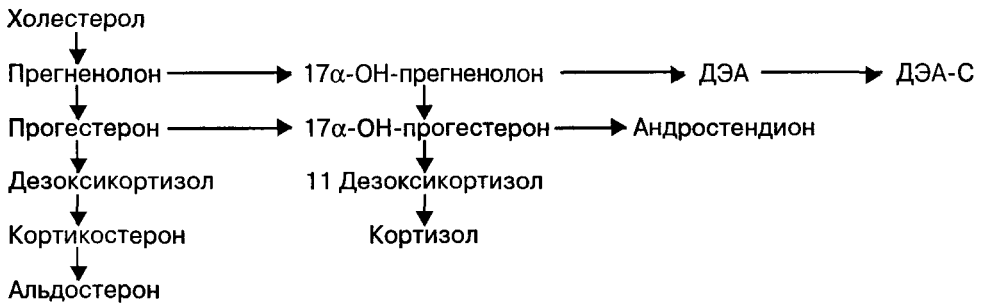 Холестерол
Прегненолон 17α-ОН-прегненолон ДЭА ДЭА-С
Прогестерон 17α-ОН-прогестерон Андростендион
Дезоксикортизол 11 Дезоксикортизол
Кортикостерон Кортизол
Альдостерон